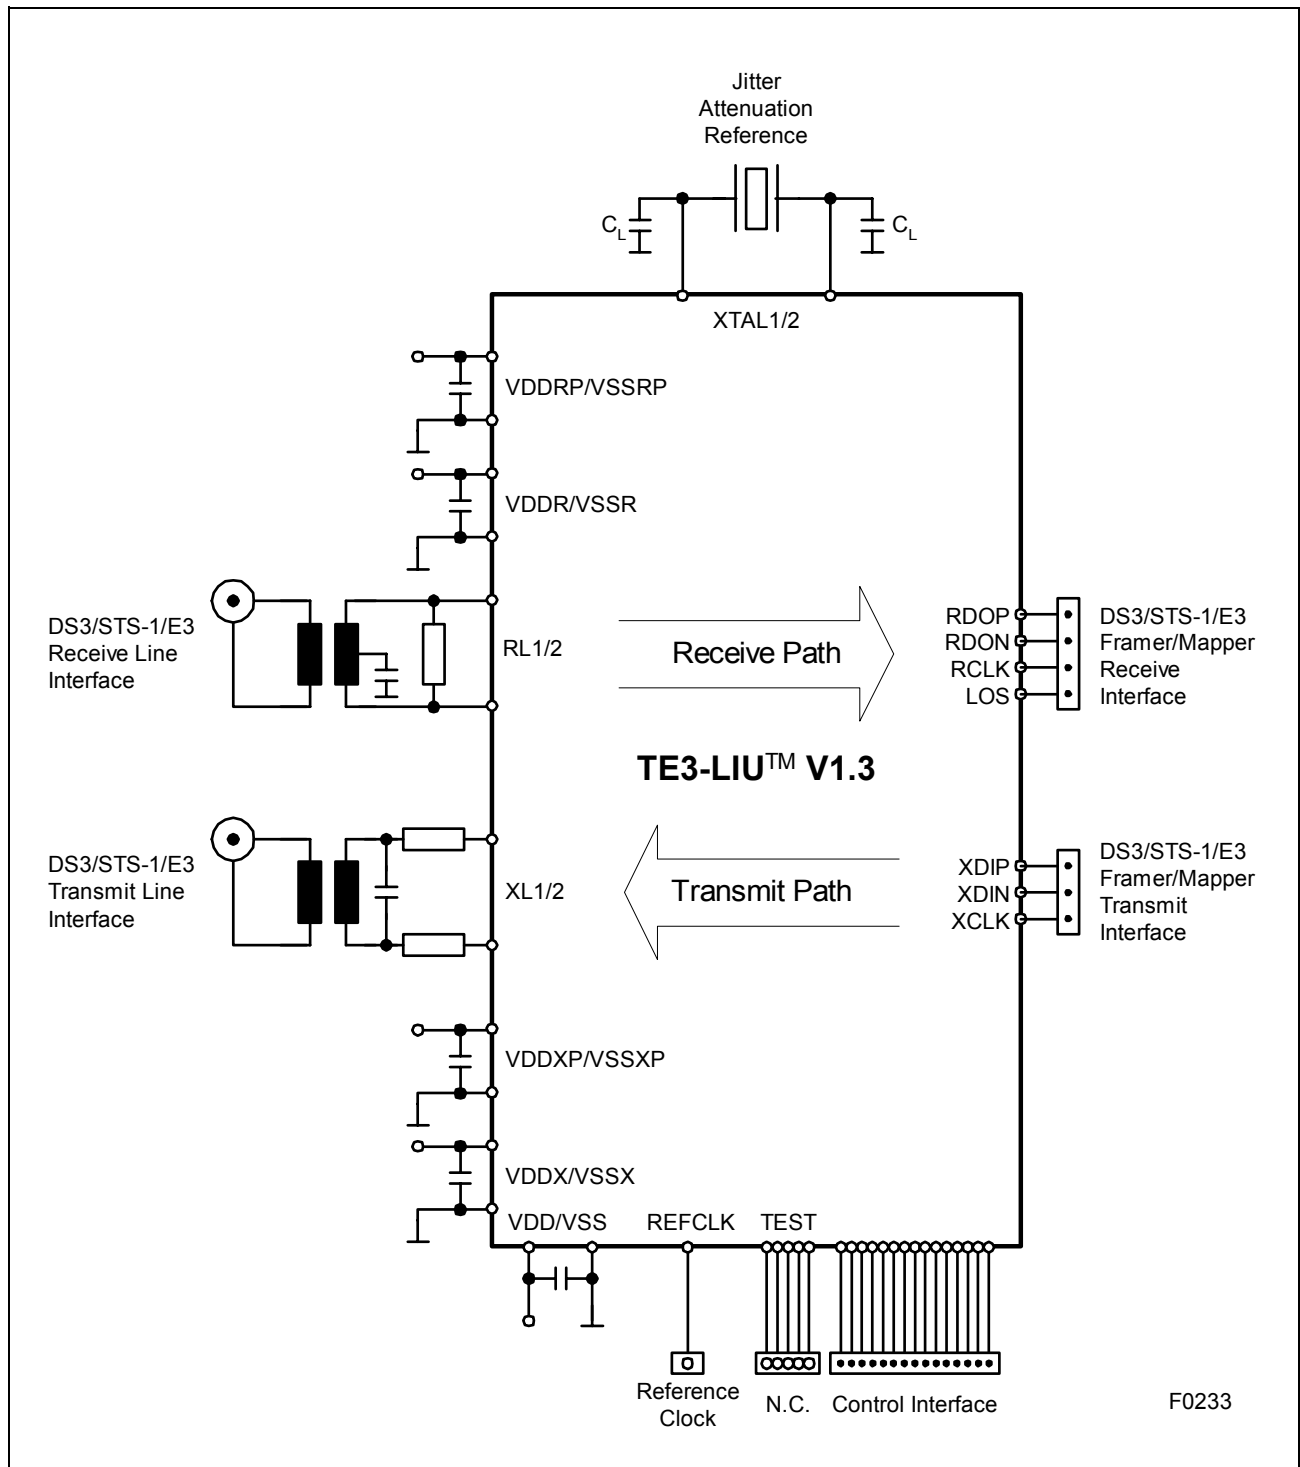 Jitter
Attenuation
Reference
CL
CL
XTAL1/2
VDDRP/VSSRP
VDDR/VSSR
DS3/STS-1/E3
Receive Line
Interface
RL1/2
Receive Path
RDOP
RDON
RCLK
LOS
DS3/STS-1/E3
Framer/Mapper
Receive
Interface
TE3-LIU™ V1.3
DS3/STS-1/E3
Transmit Line
Interface
XL1/2
Transmit Path
XDIP
XDIN
XCLK
DS3/STS-1/E3
Framer/Mapper
Transmit
Interface
VDDXP/VSSXP
VDDX/VSSX
VDD/VSS
REFCLK
TEST
Reference
Clock
N.C.
Control Interface
F0233